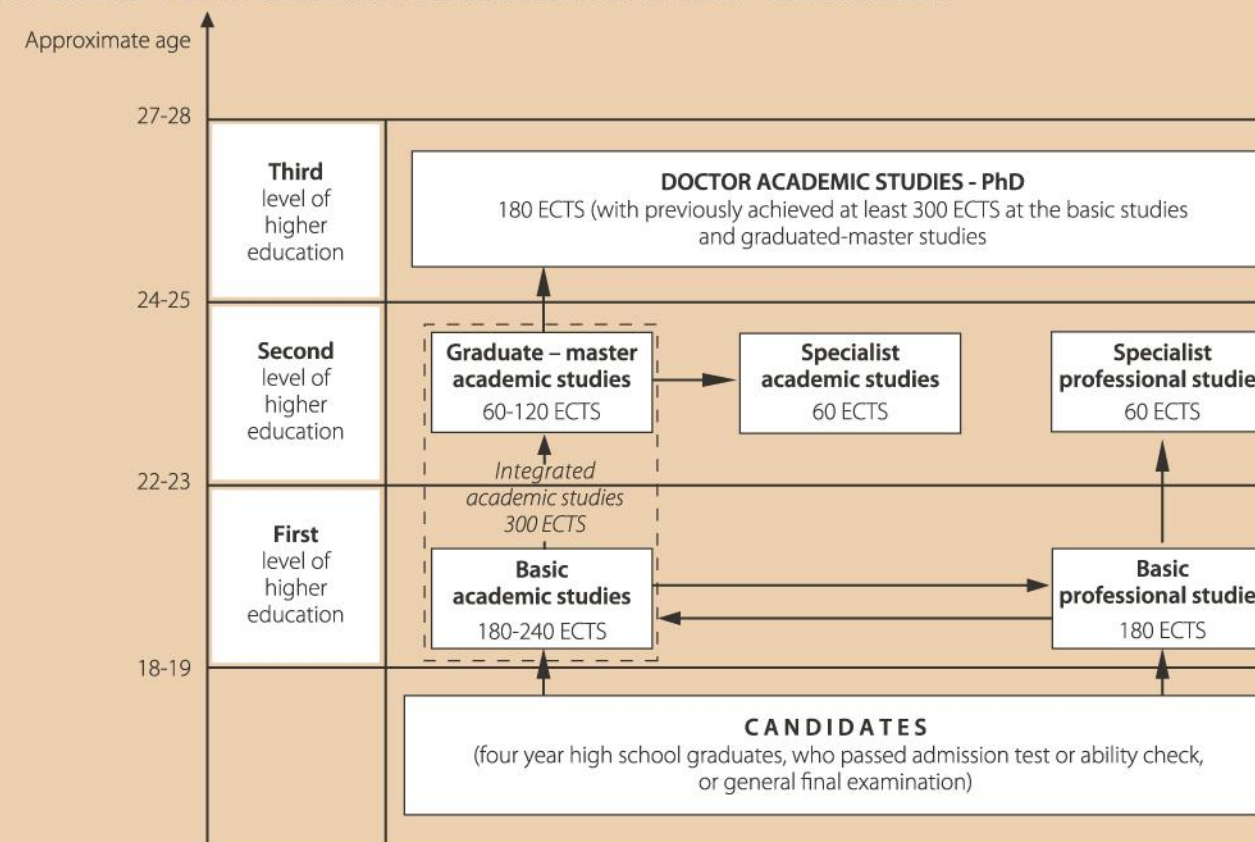 Approximate age
27-28
Third
level of
higher
education
DOCTOR ACADEMIC STUDIES - PhD
180 ECTS (with previously achieved at least 300 ECTS at the basic studies
and graduated-master studies
24-25
Second
level of
higher
education
Graduate – master
academic studies
60-120 ECTS
Specialist
academic studies
60 ECTS
Specialist
professional studie
60 ECTS
Integrated
academic studies
300 ECTS
22-23
First
level of
higher
education
Basic
academic studies
180-240 ECTS
Basic
professional studie
180 ECTS
18-19
CANDIDATES
(four year high school graduates, who passed admission test or ability check,
or general final examination)